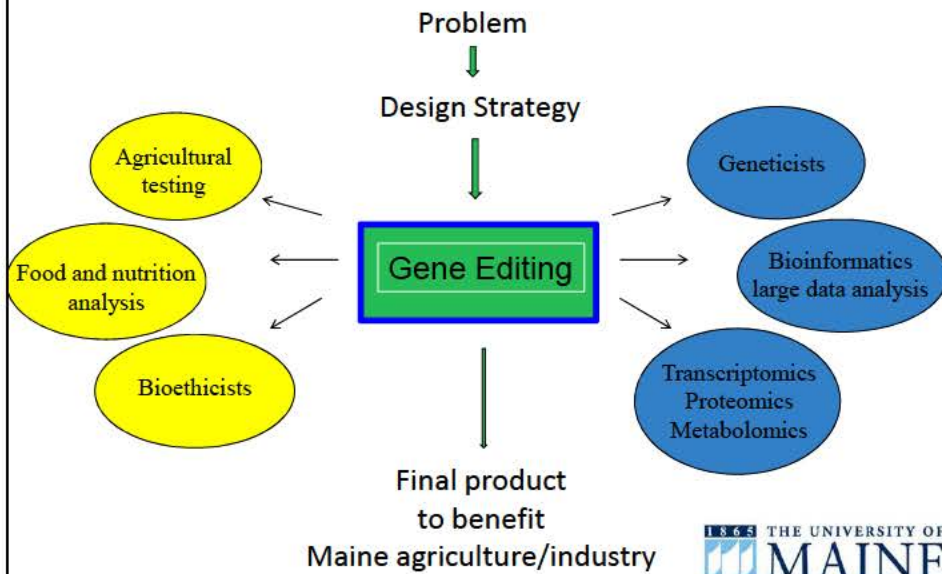 Problem
Design Strategy
Agricultural
testing
Food and nutrition
analysis
Bioethicists
Gene Editing
Geneticists
Bioinformatics
large data analysis
Transcriptomics
Proteomics
Metabolomics
Final product
to benefit
Maine agriculture/industry
1865 THE UNIVERSITY OF
MAINE